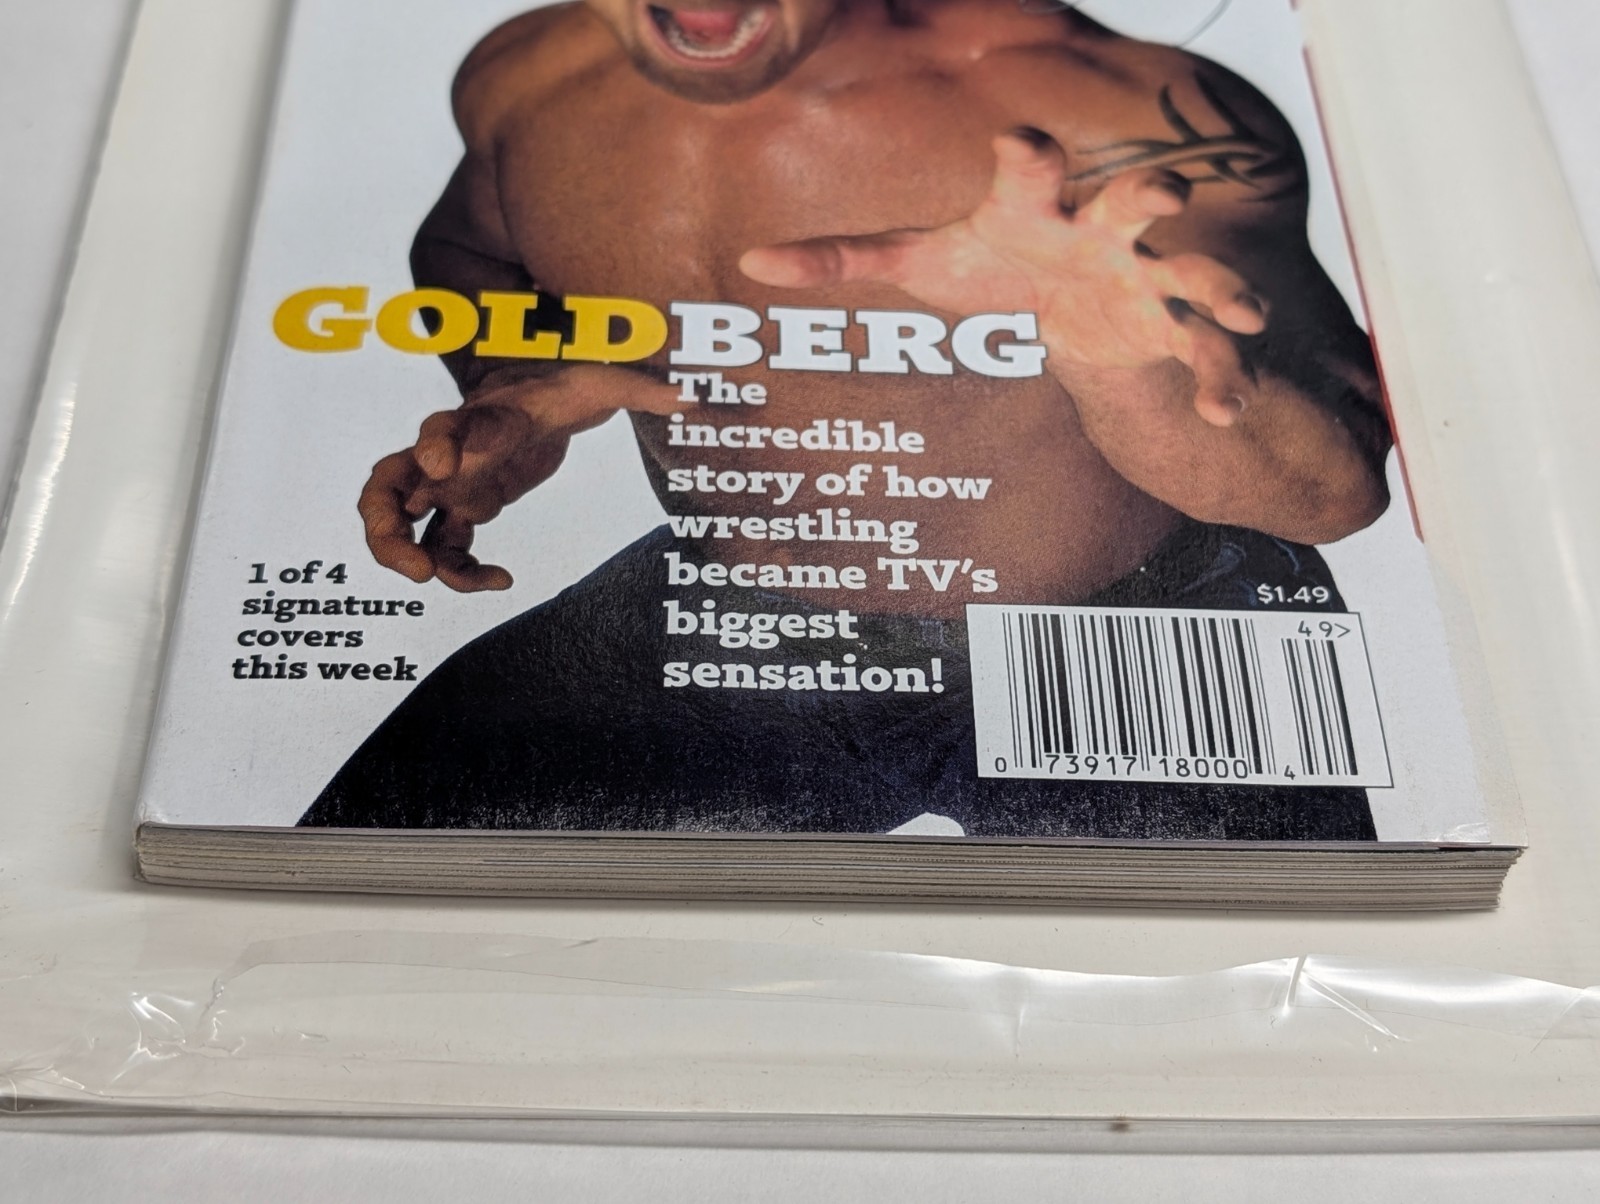 GOLDBERG
The
incredible
story of how
wrestling
became TV's
biggest
sensation!
1 of 4
signature
covers
this week
$1.49
49>
0 73917 18000 4